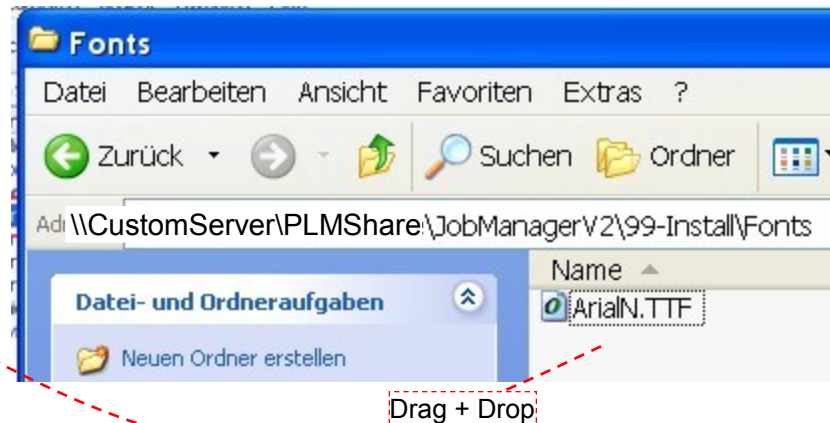 Fonts
Datei Bearbeiten Ansicht Favoriten Extras ?
Zurück Suchen Ordner
\\CustomServer\PLMShare\JobManagerV2\99-Install\Fonts
Name
Datei- und Ordneraufgaben
ArialN.TTF
Neuen Ordner erstellen
Drag + Drop